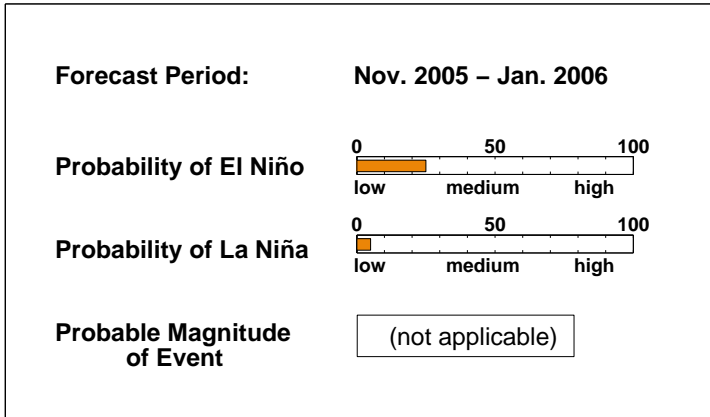 Forecast Period: Nov. 2005 – Jan. 2006
0 50 100
Probability of El Niño
low medium high
0 50 100
Probability of La Niña
low medium high
Probable Magnitude
of Event
(not applicable)